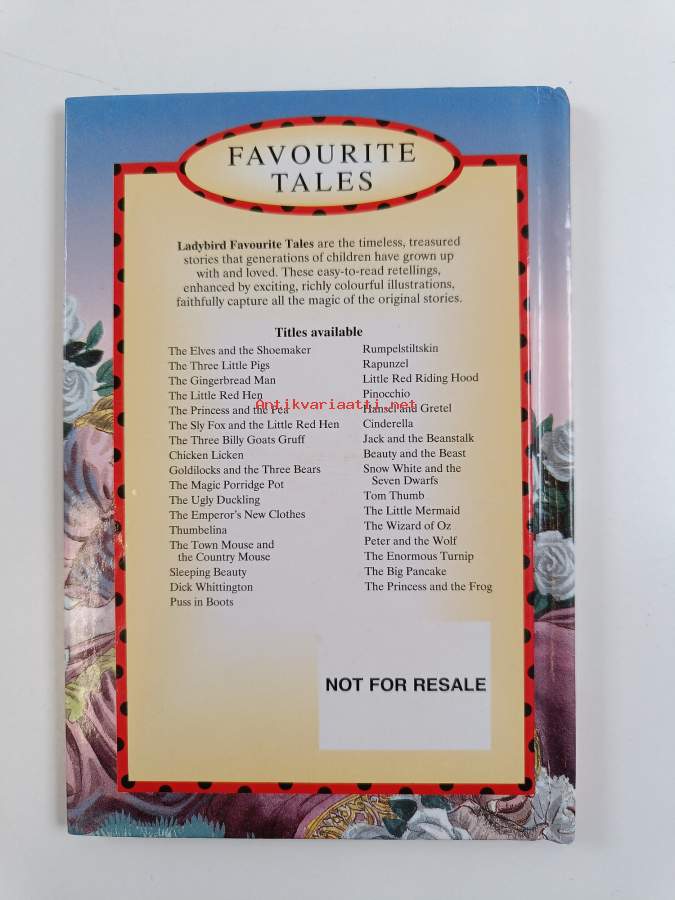 FAVOURITE
TALES
Ladybird Favourite Tales are the timeless, treasured
stories that generations of children have grown up
with and loved. These easy-to-read retellings,
enhanced by exciting, richly colourful illustrations,
faithfully capture all the magic of the original stories.
Titles available
The Elves and the Shoemaker
The Three Little Pigs
The Gingerbread Man
The Little Red Hen
The Princess and the Pea
The Sly Fox and the Little Red Hen
The Three Billy Goats Gruff
Chicken Licken
Goldilocks and the Three Bears
The Magic Porridge Pot
The Ugly Duckling
The Emperor's New Clothes
Thumbelina
The Town Mouse and
the Country Mouse
Sleeping Beauty
Dick Whittington
Puss in Boots
Rumpelstiltskin
Rapunzel
Little Red Riding Hood
Pinocchio
Hansel and Gretel
Cinderella
Jack and the Beanstalk
Beauty and the Beast
Snow White and the
Seven Dwarfs
Tom Thumb
The Little Mermaid
The Wizard of Oz
Peter and the Wolf
The Enormous Turnip
The Big Pancake
The Princess and the Frog
Antikvariaatti.net
NOT FOR RESALE